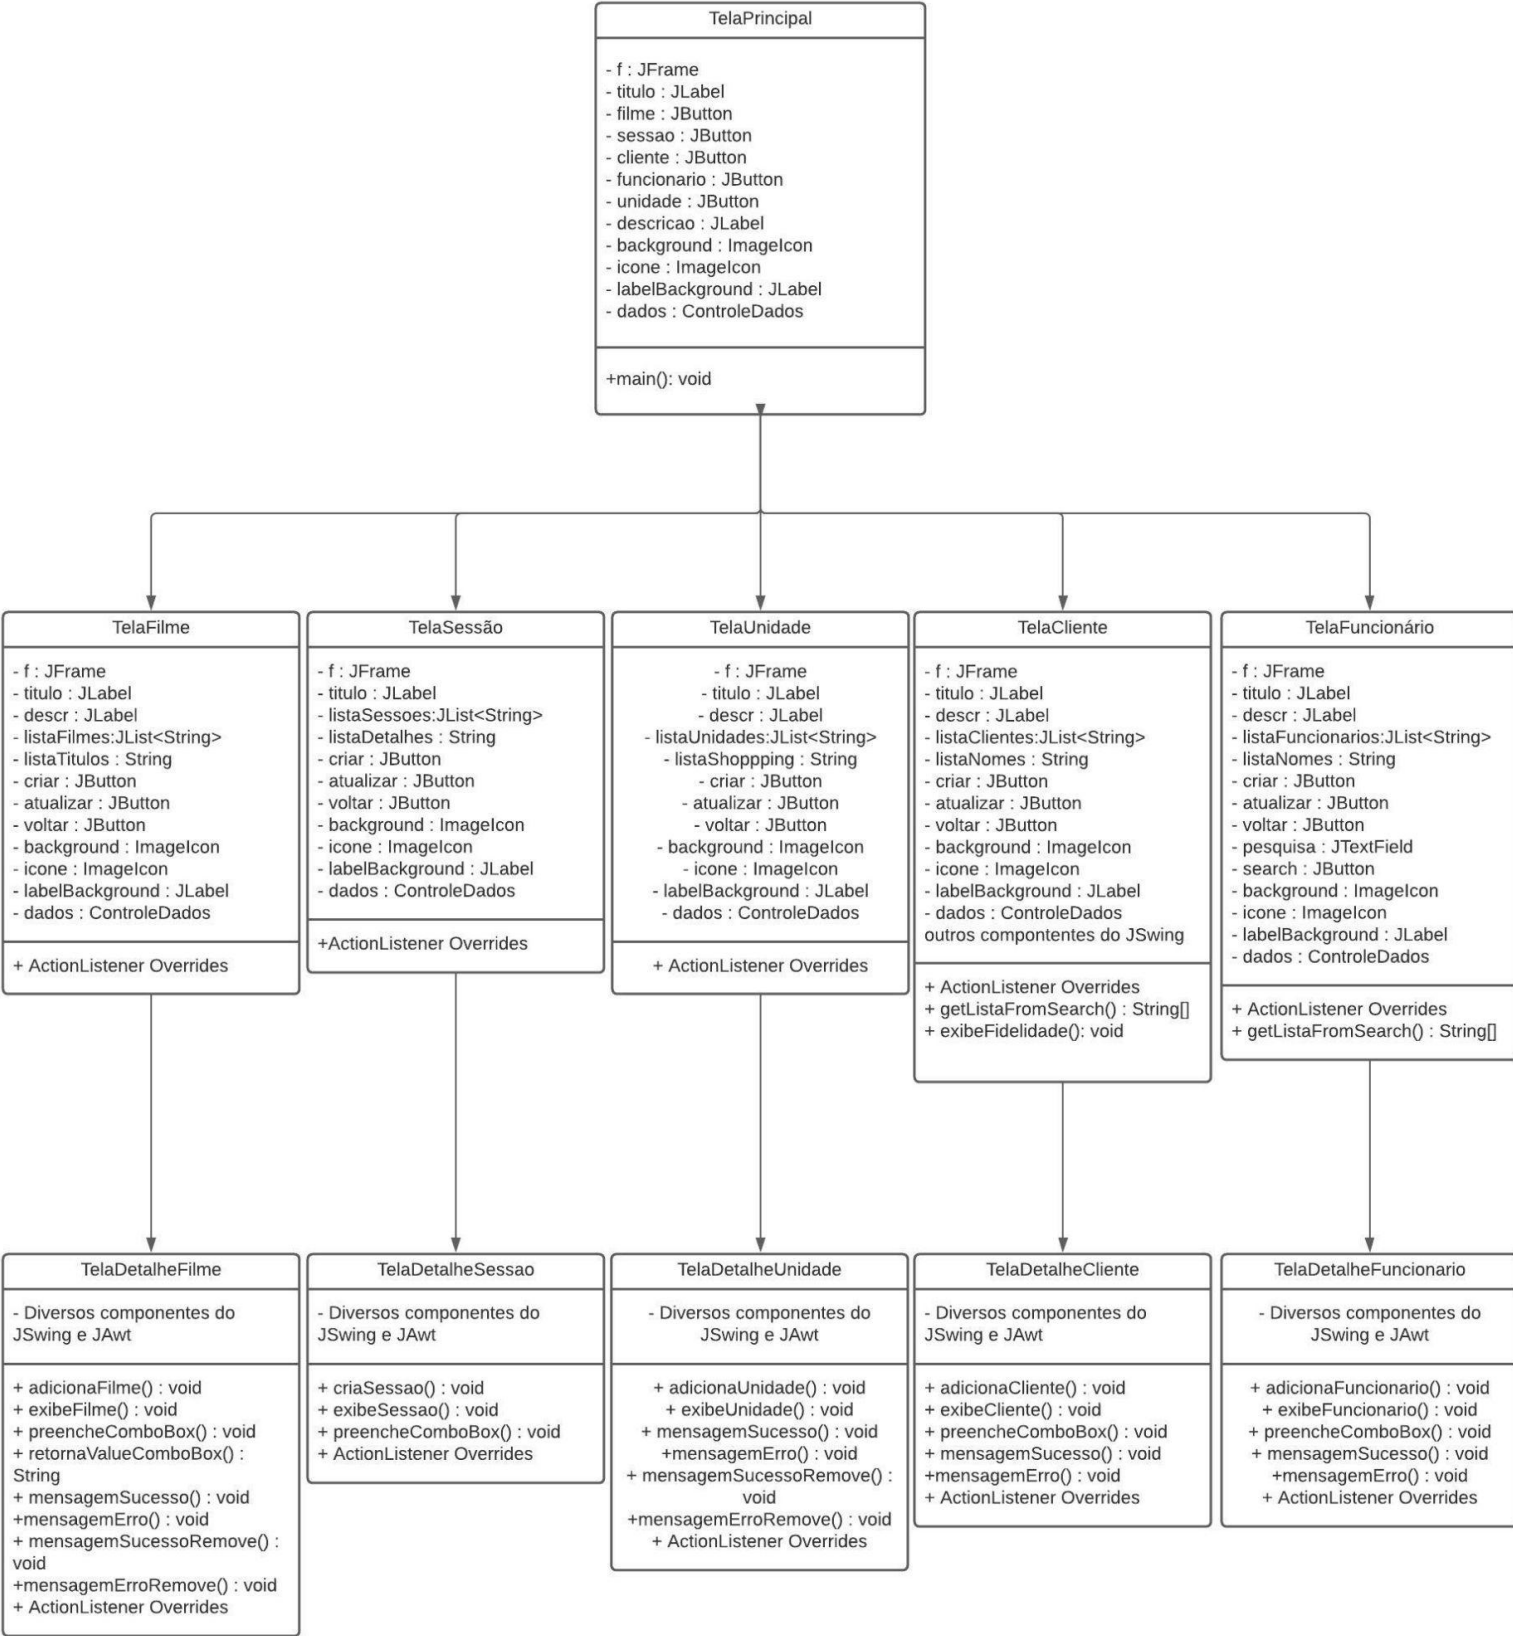 TelaPrincipal
- f : JFrame
- titulo : JLabel
- filme : JButton
- sessao : JButton
- cliente : JButton
- funcionario : JButton
- unidade : JButton
- descricao : JLabel
- background : ImageIcon
- icone : ImageIcon
- labelBackground : JLabel
- dados : ControleDados
+main(): void
TelaFilme
- f : JFrame
- titulo : JLabel
- descr : JLabel
- listaFilmes:JList<String>
- listaTitulos : String
- criar : JButton
- atualizar : JButton
- voltar : JButton
- background : ImageIcon
- icone : ImageIcon
- labelBackground : JLabel
- dados : ControleDados
+ ActionListener Overrides
TelaSessão
- f : JFrame
- titulo : JLabel
- listaSessoes:JList<String>
- listaDetalhes : String
- criar : JButton
- atualizar : JButton
- voltar : JButton
- background : ImageIcon
- icone : ImageIcon
- labelBackground : JLabel
- dados : ControleDados
+ActionListener Overrides
TelaUnidade
- f : JFrame
- titulo : JLabel
- descr : JLabel
- listaUnidades:JList<String>
- listaShoppping : String
- criar : JButton
- atualizar : JButton
- voltar : JButton
- background : ImageIcon
- icone : ImageIcon
- labelBackground : JLabel
- dados : ControleDados
+ ActionListener Overrides
TelaCliente
- f : JFrame
- titulo : JLabel
- descr : JLabel
- listaClientes:JList<String>
- listaNomes : String
- criar : JButton
- atualizar : JButton
- voltar : JButton
- background : ImageIcon
- icone : ImageIcon
- labelBackground : JLabel
- dados : ControleDados
outros compontentes do JSwing
+ ActionListener Overrides
+ getListaFromSearch() : String[]
+ exibeFidelidade(): void
TelaFuncionário
- f : JFrame
- titulo : JLabel
- descr : JLabel
- listaFuncionarios:JList<String>
- listaNomes : String
- criar : JButton
- atualizar : JButton
- voltar : JButton
- pesquisa : JTextField
- search : JButton
- background : ImageIcon
- icone : ImageIcon
- labelBackground : JLabel
- dados : ControleDados
+ ActionListener Overrides
+ getListaFromSearch() : String[]
TelaDetalheFilme
- Diversos componentes do
JSwing e JAwt
+ adicionaFilme() : void
+ exibeFilme() : void
+ preencheComboBox() : void
+ retornaValueComboBox() :
String
+ mensagemSucesso() : void
+mensagemErro() : void
+ mensagemSucessoRemove() :
void
+mensagemErroRemove() : void
+ ActionListener Overrides
TelaDetalheSessao
- Diversos componentes do
JSwing e JAwt
+ criaSessao() : void
+ exibeSessao() : void
+ preencheComboBox() : void
+ ActionListener Overrides
TelaDetalheUnidade
- Diversos componentes do
JSwing e JAwt
+ adicionaUnidade() : void
+ exibeUnidade() : void
+ mensagemSucesso() : void
+mensagemErro() : void
+ mensagemSucessoRemove() :
void
+mensagemErroRemove() : void
+ ActionListener Overrides
TelaDetalheCliente
- Diversos componentes do
JSwing e JAwt
+ adicionaCliente() : void
+ exibeCliente() : void
+ preencheComboBox() : void
+ mensagemSucesso() : void
+mensagemErro() : void
+ ActionListener Overrides
TelaDetalheFuncionario
- Diversos componentes do
JSwing e JAwt
+ adicionaFuncionario() : void
+ exibeFuncionario() : void
+ preencheComboBox() : void
+ mensagemSucesso() : void
+mensagemErro() : void
+ ActionListener Overrides